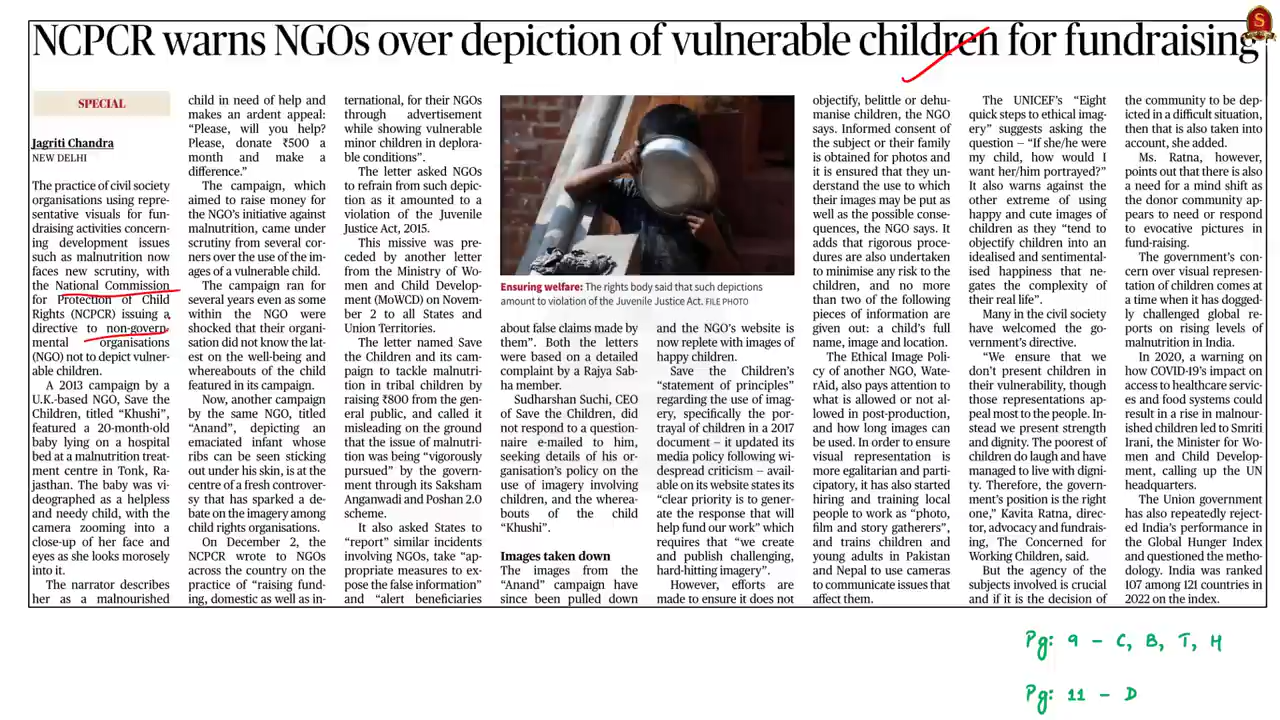 NCPCR warns NGOs over depiction of vulnerable children for fundraising
SPECIAL
Jagriti Chandra
NEW DELHI
The practice of civil society
organisations using repre-
sentative visuals for fun-
draising activities concern-
ing development issues
such as malnutrition now
faces new scrutiny, with
the National Commission
for Protection of Child
Rights (NCPCR) issuing a
directive to non-govern-
mental organisations
(NGO) not to depict vulner-
able children.
A 2013 campaign by a
U.K.-based NGO, Save the
Children, titled “Khushi”,
featured a 20-month-old
baby lying on a hospital
bed at a malnutrition treat-
ment centre in Tonk, Ra-
jasthan. The baby was vi-
deographed as a helpless
and needy child, with the
camera zooming into a
close-up of her face and
eyes as she looks morosely
into it.
The narrator describes
her as a malnourished
child in need of help and
makes an ardent appeal:
“Please, will you help?
Please, donate ₹500 a
month and make a
difference.”
The campaign, which
aimed to raise money for
the NGO’s initiative against
malnutrition, came under
scrutiny from several cor-
ners over the use of the im-
ages of a vulnerable child.
The campaign ran for
several years even as some
within the NGO were
shocked that their organi-
sation did not know the lat-
est on the well-being and
whereabouts of the child
featured in its campaign.
Now, another campaign
by the same NGO, titled
“Anand”, depicting an
emaciated infant whose
ribs can be seen sticking
out under his skin, is at the
centre of a fresh controver-
sy that has sparked a de-
bate on the imagery among
child rights organisations.
On December 2, the
NCPCR wrote to NGOs
across the country on the
practice of “raising fund-
ing, domestic as well as in-
ternational, for their NGOs
through advertisement
while showing vulnerable
minor children in deplora-
ble conditions”.
The letter asked NGOs
to refrain from such depic-
tion as it amounted to a
violation of the Juvenile
Justice Act, 2015.
This missive was pre-
ceded by another letter
from the Ministry of Wo-
men and Child Develop-
ment (MoWCD) on Novem-
ber 2 to all States and
Union Territories.
The letter named Save
the Children and its cam-
paign to tackle malnutri-
tion in tribal children by
raising ₹800 from the gen-
eral public, and called it
misleading on the ground
that the issue of malnutri-
tion was being “vigorously
pursued” by the govern-
ment through its Saksham
Anganwadi and Poshan 2.0
scheme.
It also asked States to
“report” similar incidents
involving NGOs, take “ap-
propriate measures to ex-
pose the false information”
and “alert beneficiaries
Ensuring welfare: The rights body said that such depictions
amount to violation of the Juvenile Justice Act. FILE PHOTO
about false claims made by
them”. Both the letters
were based on a detailed
complaint by a Rajya Sab-
ha member.
Sudharshan Suchi, CEO
of Save the Children, did
not respond to a question-
naire e-mailed to him,
seeking details of his or-
ganisation’s policy on the
use of imagery involving
children, and the wherea-
bouts of the child
“Khushi”.
Images taken down
The images from the
“Anand” campaign have
since been pulled down
and the NGO’s website is
now replete with images of
happy children.
Save the Children’s
“statement of principles”
regarding the use of imag-
ery, specifically the por-
trayal of children in a 2017
document – it updated its
media policy following wi-
despread criticism – avail-
able on its website states its
“clear priority is to gener-
ate the response that will
help fund our work” which
requires that “we create
and publish challenging,
hard-hitting imagery”.
However, efforts are
made to ensure it does not
objectify, belittle or dehu-
manise children, the NGO
says. Informed consent of
the subject or their family
is obtained for photos and
it is ensured that they un-
derstand the use to which
their images may be put as
well as the possible conse-
quences, the NGO says. It
adds that rigorous proce-
dures are also undertaken
to minimise any risk to the
children, and no more
than two of the following
pieces of information are
given out: a child’s full
name, image and location.
The Ethical Image Poli-
cy of another NGO, Wate-
rAid, also pays attention to
what is allowed or not al-
lowed in post-production,
and how long images can
be used. In order to ensure
visual representation is
more egalitarian and parti-
cipatory, it has also started
hiring and training local
people to work as “photo,
film and story gatherers”,
and trains children and
young adults in Pakistan
and Nepal to use cameras
to communicate issues that
affect them.
The UNICEF’s “Eight
quick steps to ethical imag-
ery” suggests asking the
question – “If she/he were
my child, how would I
want her/him portrayed?”
It also warns against the
other extreme of using
happy and cute images of
children as they “tend to
objectify children into an
idealised and sentimental-
ised happiness that ne-
gates the complexity of
their real life”.
Many in the civil society
have welcomed the go-
vernment’s directive.
“We ensure that we
don’t present children in
their vulnerability, though
those representations ap-
peal most to the people. In-
stead we present strength
and dignity. The poorest of
children do laugh and have
managed to live with digni-
ty. Therefore, the govern-
ment’s position is the right
one,” Kavita Ratna, direc-
tor, advocacy and fundrais-
ing, The Concerned for
Working Children, said.
But the agency of the
subjects involved is crucial
and if it is the decision of
the community to be dep-
icted in a difficult situation,
then that is also taken into
account, she added.
Ms. Ratna, however,
points out that there is also
a need for a mind shift as
the donor community ap-
pears to need or respond
to evocative pictures in
fund-raising.
The government’s con-
cern over visual represen-
tation of children comes at
a time when it has dogged-
ly challenged global re-
ports on rising levels of
malnutrition in India.
In 2020, a warning on
how COVID-19’s impact on
access to healthcare servic-
es and food systems could
result in a rise in malnour-
ished children led to Smriti
Irani, the Minister for Wo-
men and Child Develop-
ment, calling up the UN
headquarters.
The Union government
has also repeatedly reject-
ed India’s performance in
the Global Hunger Index
and questioned the metho-
dology. India was ranked
107 among 121 countries in
2022 on the index.
Pg: 9 – C, B, T, H
Pg: 11 – D